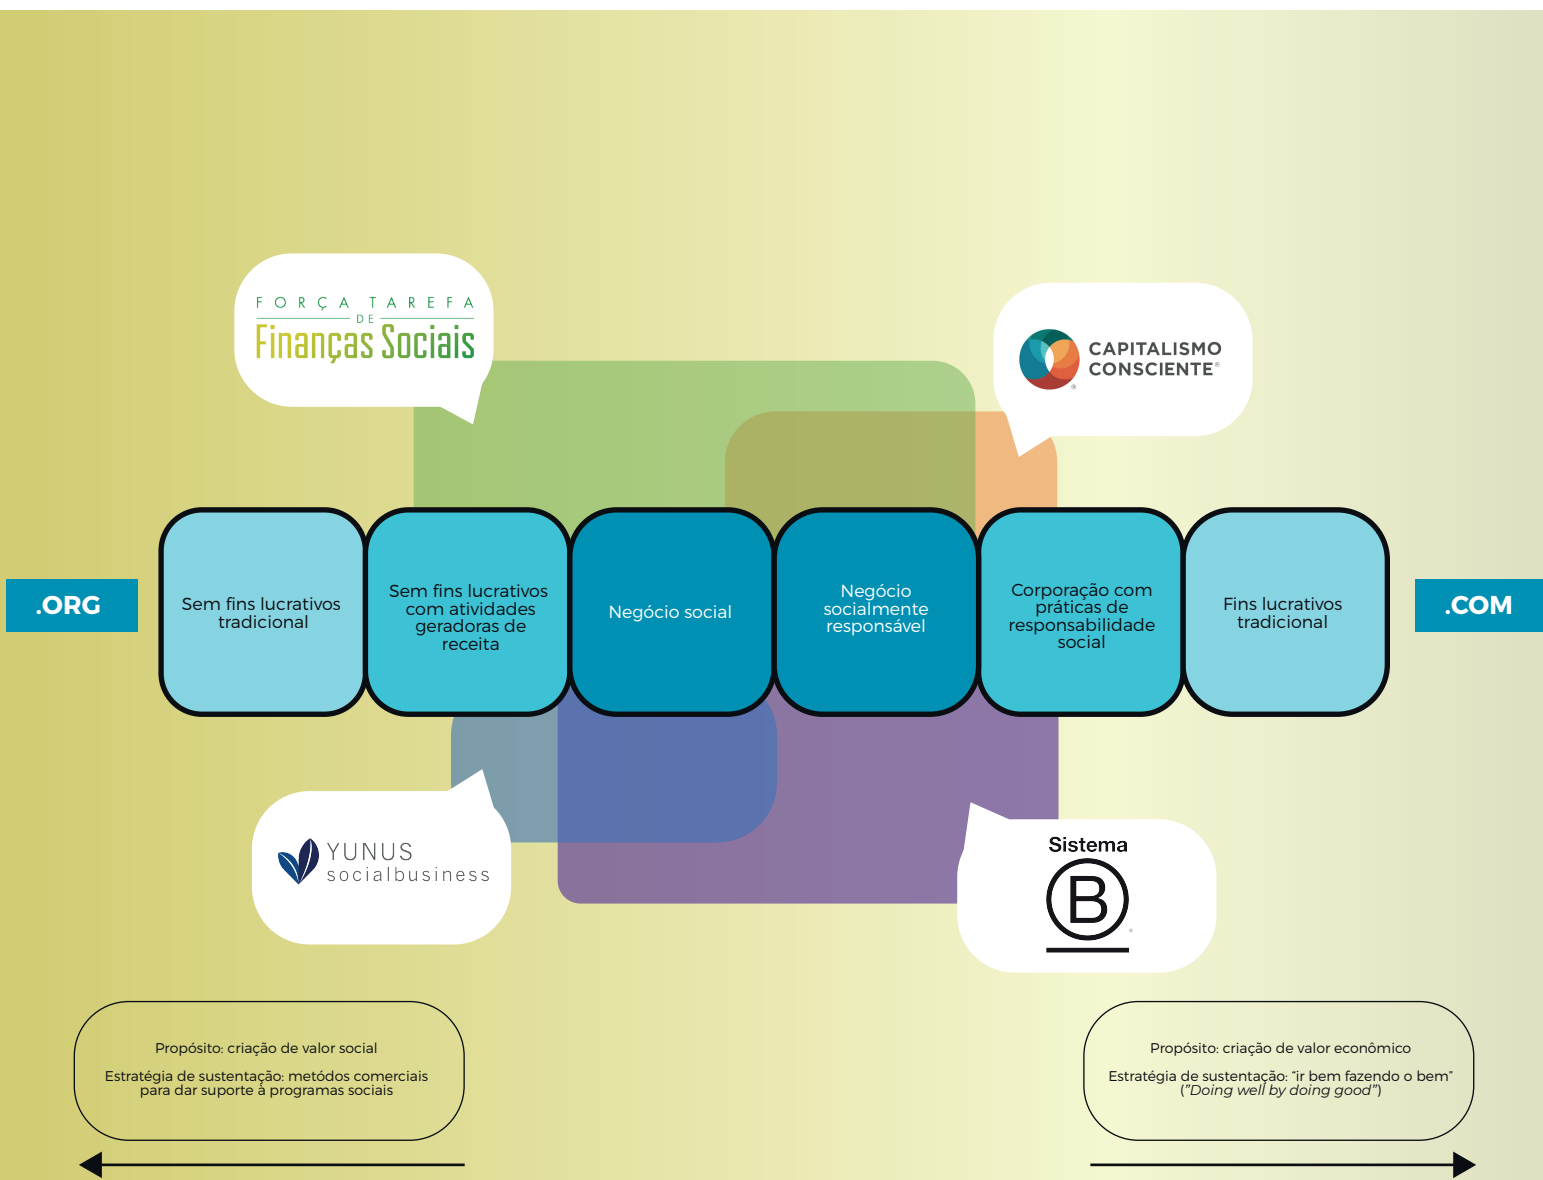 FORÇA TAREFA
DE
Finanças Sociais
CAPITALISMO
CONSCIENTE®
®
.ORG
Sem fins lucrativos
tradicional
Sem fins lucrativos
com atividades
geradoras de
receita
Negócio social
Negócio
socialmente
responsável
Corporação com
práticas de
responsabilidade
social
Fins lucrativos
tradicional
.COM
YUNUS
socialbusiness
Sistema
B
®
Propósito: criação de valor social
Estratégia de sustentação: metódos comerciais
para dar suporte à programas sociais
Propósito: criação de valor econômico
Estratégia de sustentação: "ir bem fazendo o bem"
("Doing well by doing good")